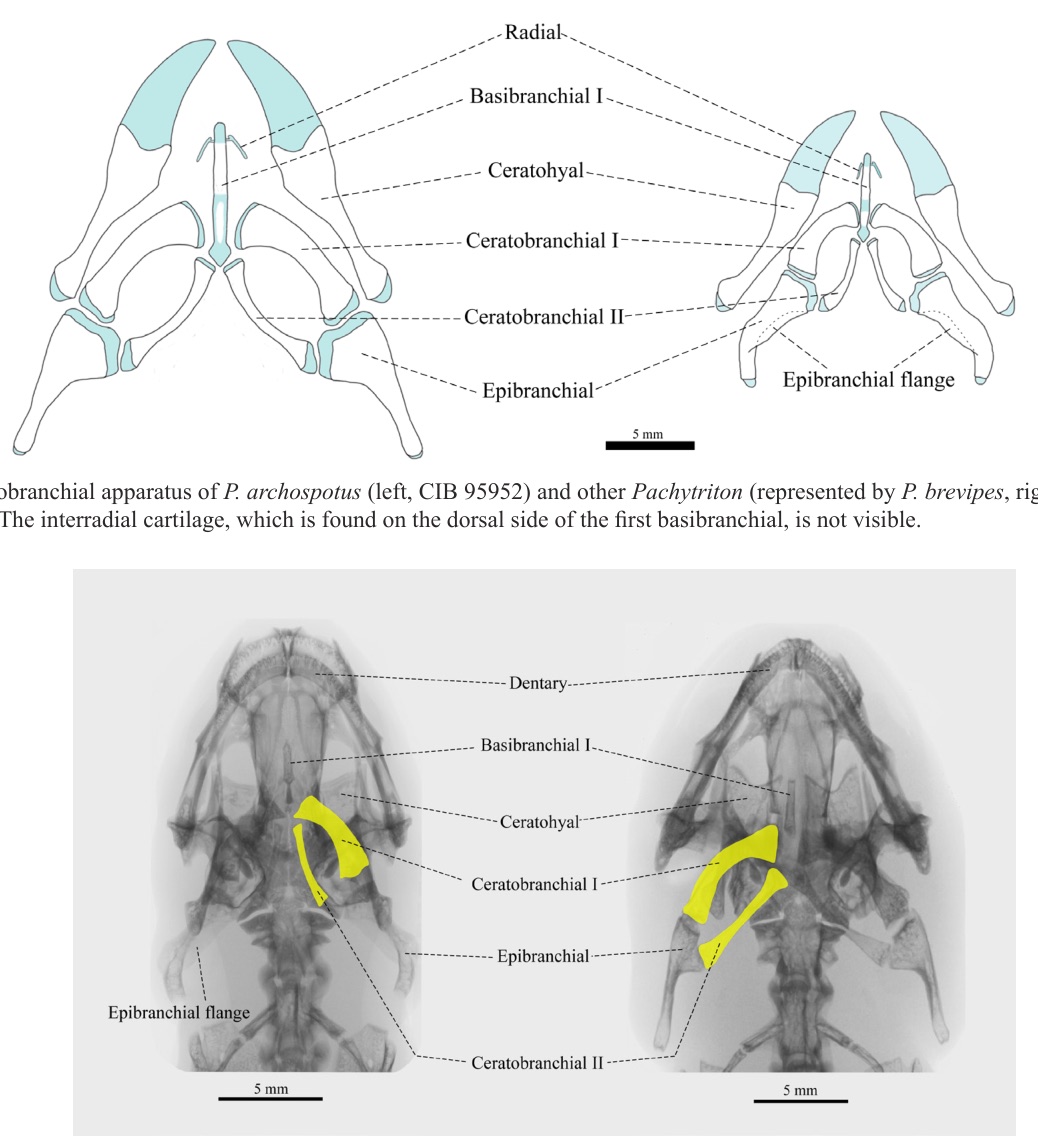 Radial
Basibranchial I
Ceratohyal
Ceratobranchial I
Ceratobranchial II
Epibranchial
Epibranchial flange
5 mm
obranchial apparatus of P. archospotus (left, CIB 95952) and other Pachytriton (represented by P. brevipes, rig
The interradial cartilage, which is found on the dorsal side of the first basibranchial, is not visible.
Dentary
Basibranchial I
Ceratohyal
Ceratobranchial I
Epibranchial
Epibranchial flange
Ceratobranchial II
5 mm
5 mm